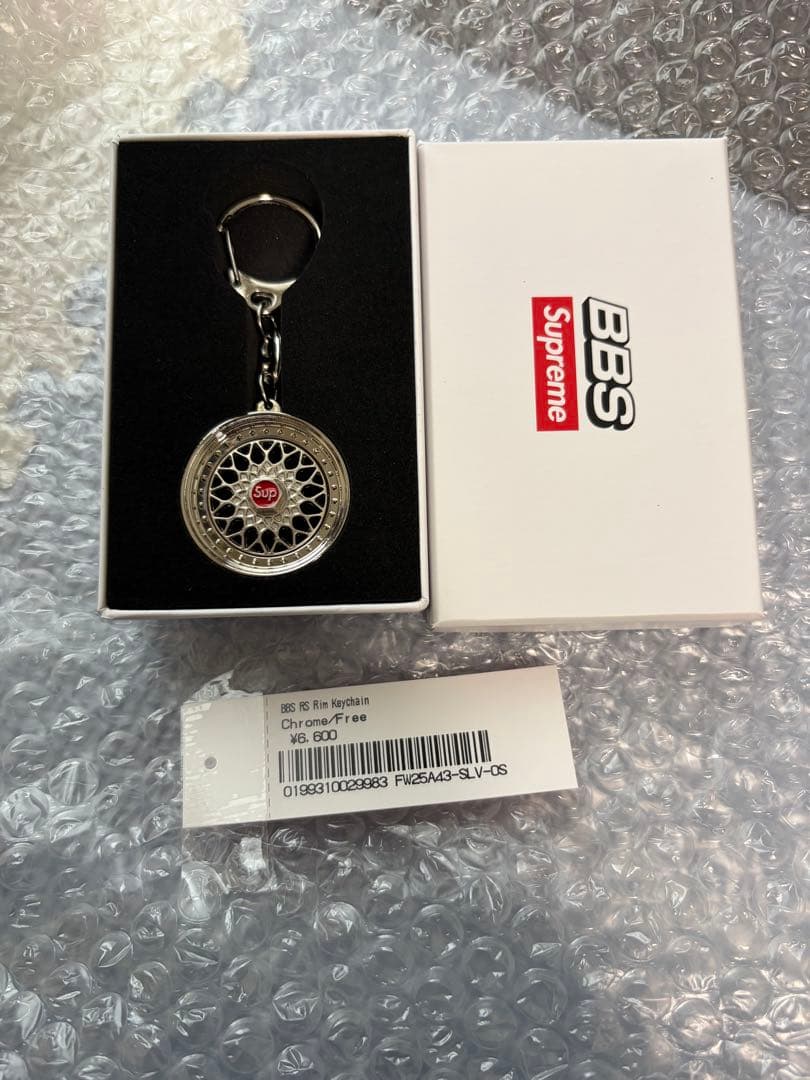 BBS
Supreme
Sup
BBS RS Rim Keychain
Chrome/Free
¥6,600
0199310029983 FW25A43-SLV-OS